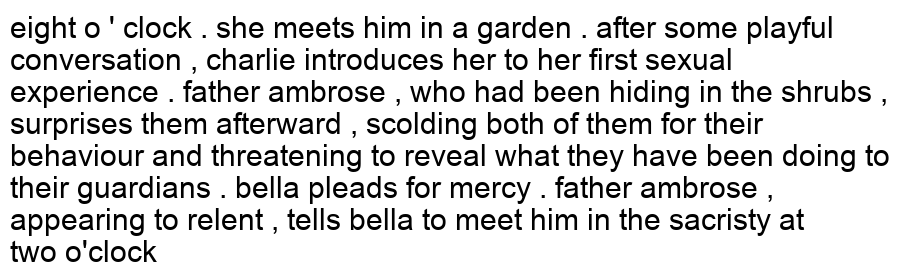 eight o ' clock . she meets him in a garden . after some playful
conversation , charlie introduces her to her first sexual
experience . father ambrose , who had been hiding in the shrubs ,
surprises them afterward , scolding both of them for their
behaviour and threatening to reveal what they have been doing to
their guardians . bella pleads for mercy . father ambrose ,
appearing to relent , tells bella to meet him in the sacristy at
two o'clock